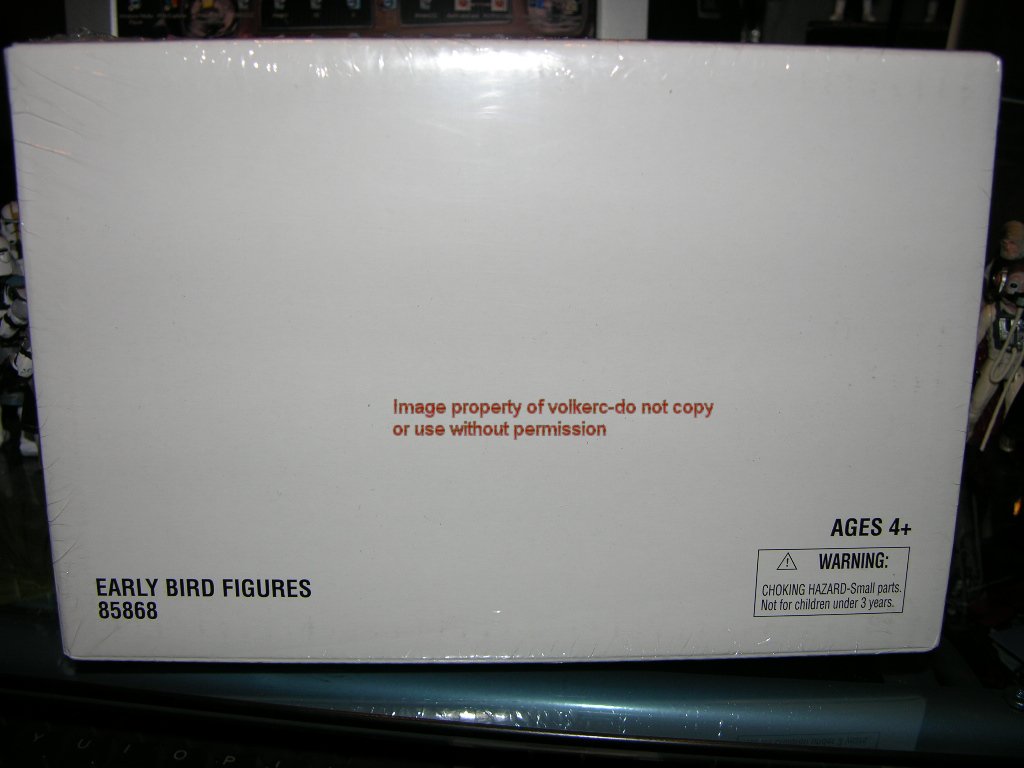 Image property of volkerc-do not copy
or use without permission
AGES 4+
WARNING:
CHOKING HAZARD-Small parts.
Not for children under 3 years.
EARLY BIRD FIGURES
85868
Y U I O P